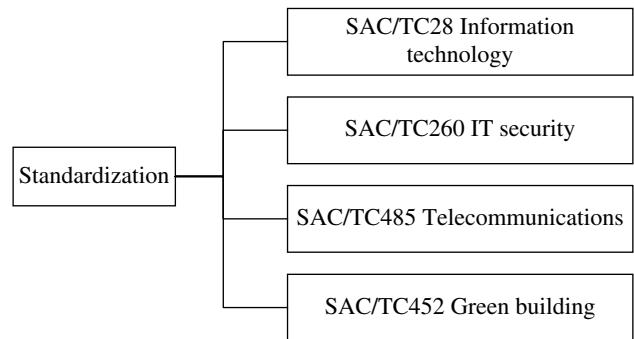 SAC/TC28 Information
technology
SAC/TC260 IT security
Standardization
SAC/TC485 Telecommunications
SAC/TC452 Green building